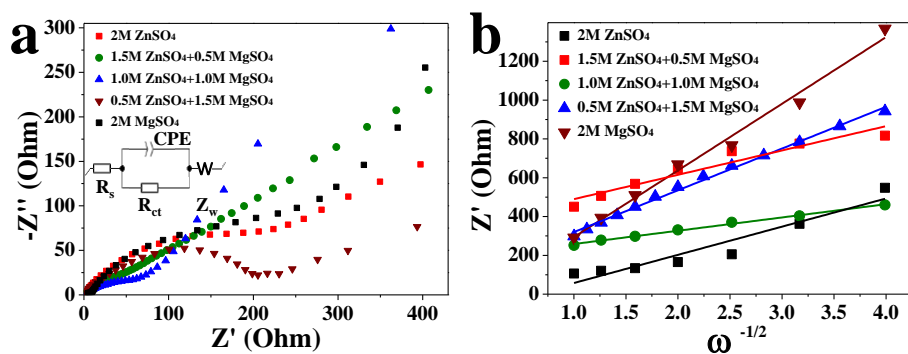 a
300
250
200
150
100
50
0
-Z'' (Ohm)
2M ZnSO₄
1.5M ZnSO₄+0.5M MgSO₄
1.0M ZnSO₄+1.0M MgSO₄
0.5M ZnSO₄+1.5M MgSO₄
2M MgSO₄
CPE
W
Rs
Rct
Zw
0 100 200 300 400
Z' (Ohm)
b
1400
1200
1000
800
600
400
200
0
Z' (Ohm)
2M ZnSO₄
1.5M ZnSO₄+0.5M MgSO₄
1.0M ZnSO₄+1.0M MgSO₄
0.5M ZnSO₄+1.5M MgSO₄
2M MgSO₄
1.0 1.5 2.0 2.5 3.0 3.5 4.0
ω -1/2